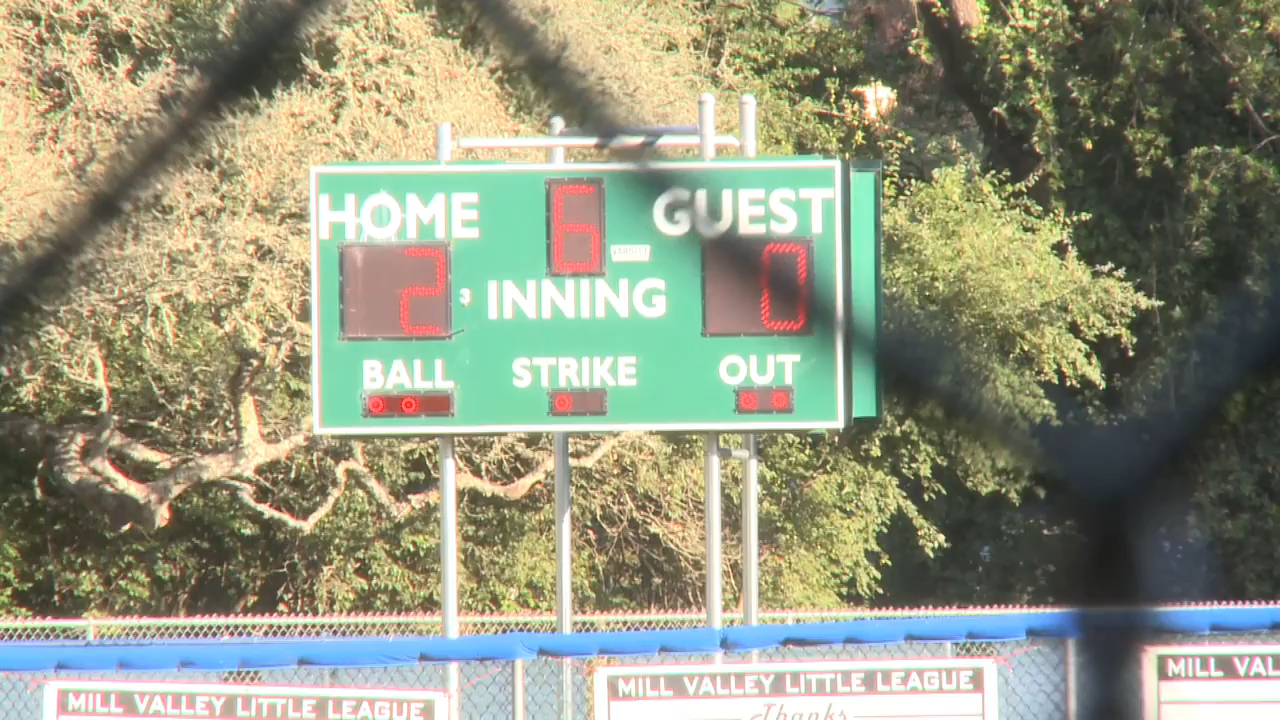 HOME 6 GUEST
2 INNING 0
BALL STRIKE OUT
MILL VALLEY LITTLE LEAGUE
MILL VALLEY LITTLE LEAGUE
Thanks
MILL VAL